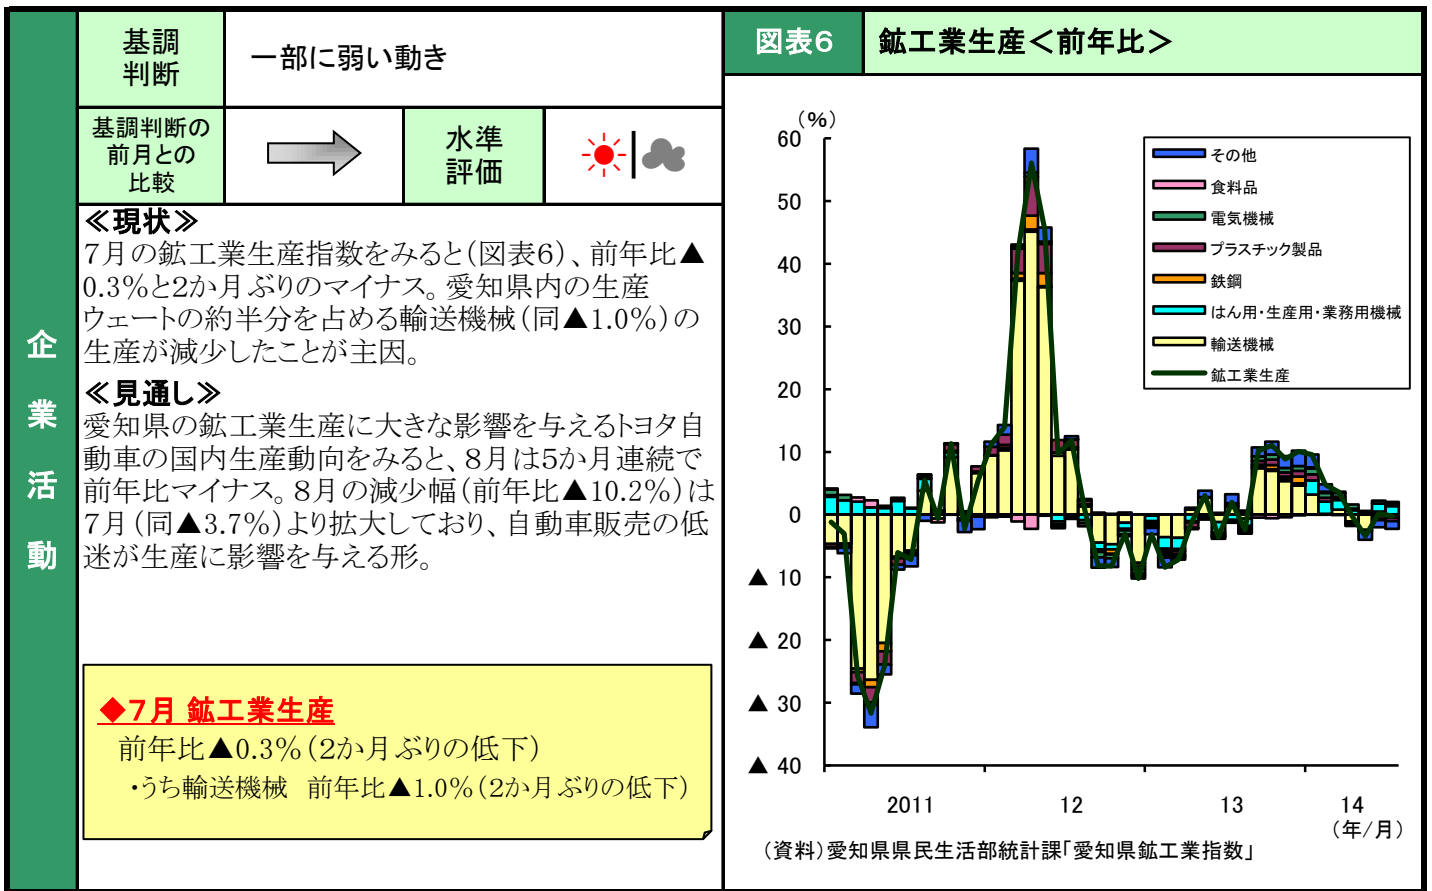 企業活動
基調
判断
一部に弱い動き
基調判断の
前月との
比較
水準
評価
≪現状≫
7月の鉱工業生産指数をみると（図表6）、前年比▲
0.3％と2か月ぶりのマイナス。愛知県内の生産
ウェートの約半分を占める輸送機械（同▲1.0％）の
生産が減少したことが主因。
≪見通し≫
愛知県の鉱工業生産に大きな影響を与えるトヨタ自
動車の国内生産動向をみると、8月は5か月連続で
前年比マイナス。8月の減少幅（前年比▲10.2％）は
7月（同▲3.7％）より拡大しており、自動車販売の低
迷が生産に影響を与える形。
◆7月 鉱工業生産
前年比▲0.3％（2か月ぶりの低下）
・うち輸送機械　前年比▲1.0％（2か月ぶりの低下）
図表6
鉱工業生産＜前年比＞
（％）
60
50
40
30
20
10
0
▲ 10
▲ 20
▲ 30
▲ 40
その他
食料品
電気機械
プラスチック製品
鉄鋼
はん用・生産用・業務用機械
輸送機械
鉱工業生産
2011
12
13
14
（年/月）
（資料）愛知県県民生活部統計課「愛知県鉱工業指数」